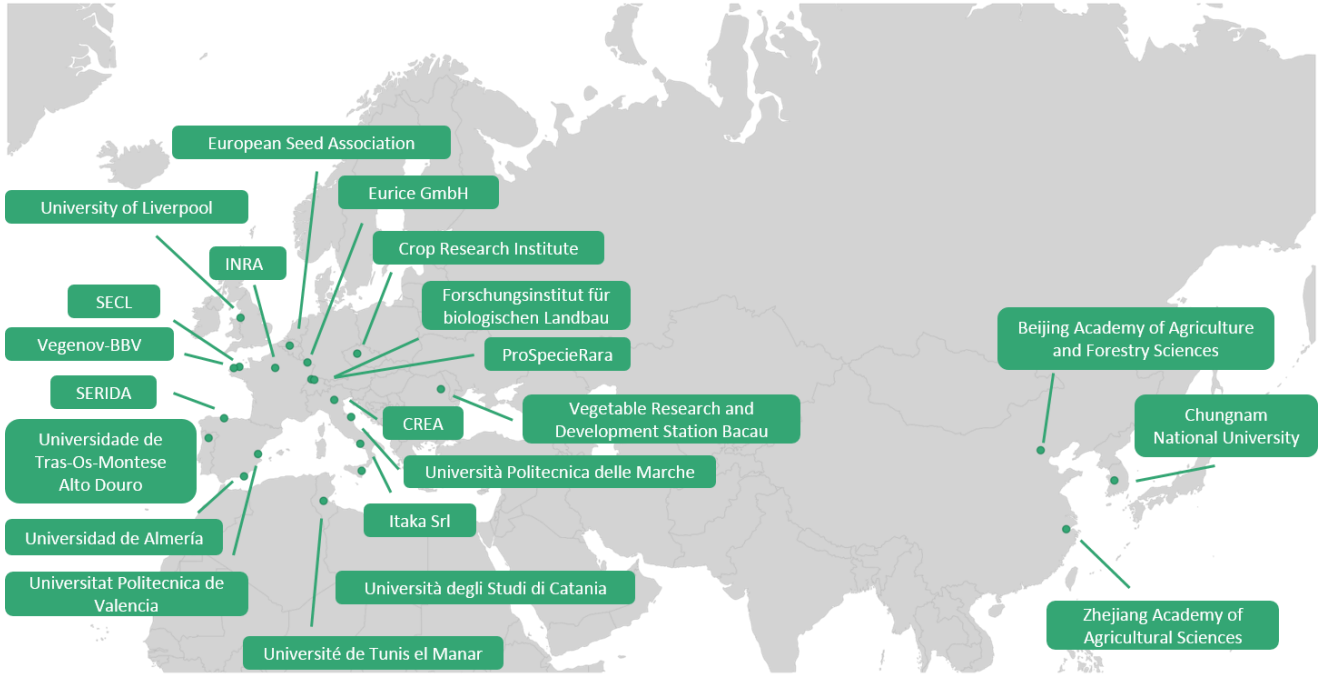 European Seed Association
Eurice GmbH
University of Liverpool
Crop Research Institute
INRA
Forschungsinstitut für
biologischen Landbau
SECL
Beijing Academy of Agriculture
and Forestry Sciences
Vegenov-BBV
ProSpecieRara
SERIDA
CREA
Vegetable Research and
Development Station Bacau
Chungnam
National University
Universidade de
Tras-Os-Montese
Alto Douro
Università Politecnica delle Marche
Itaka Srl
Universidad de Almería
Universitat Politecnica de
Valencia
Università degli Studi di Catania
Zhejiang Academy of
Agricultural Sciences
Université de Tunis el Manar